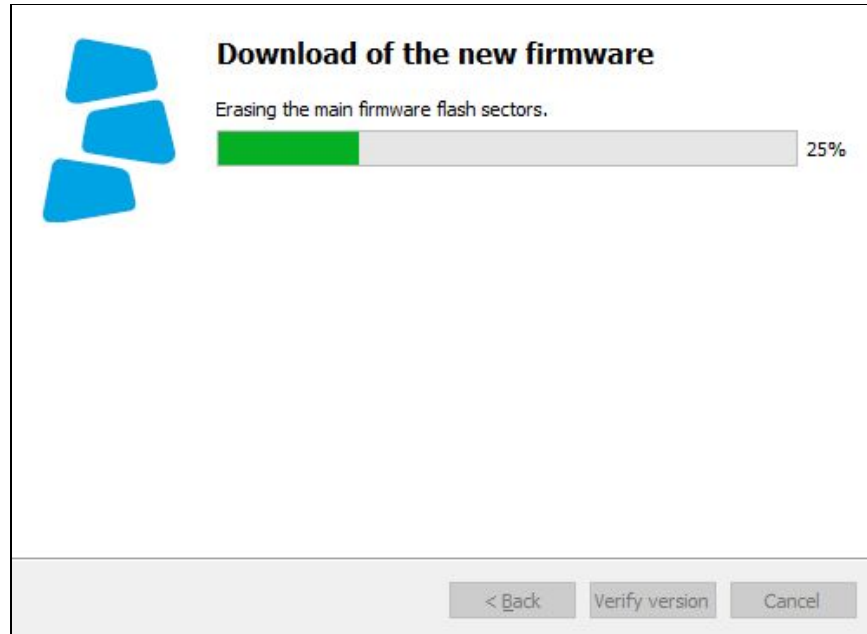 Download of the new firmware
Erasing the main firmware flash sectors.
25%
< Back
Verify version
Cancel